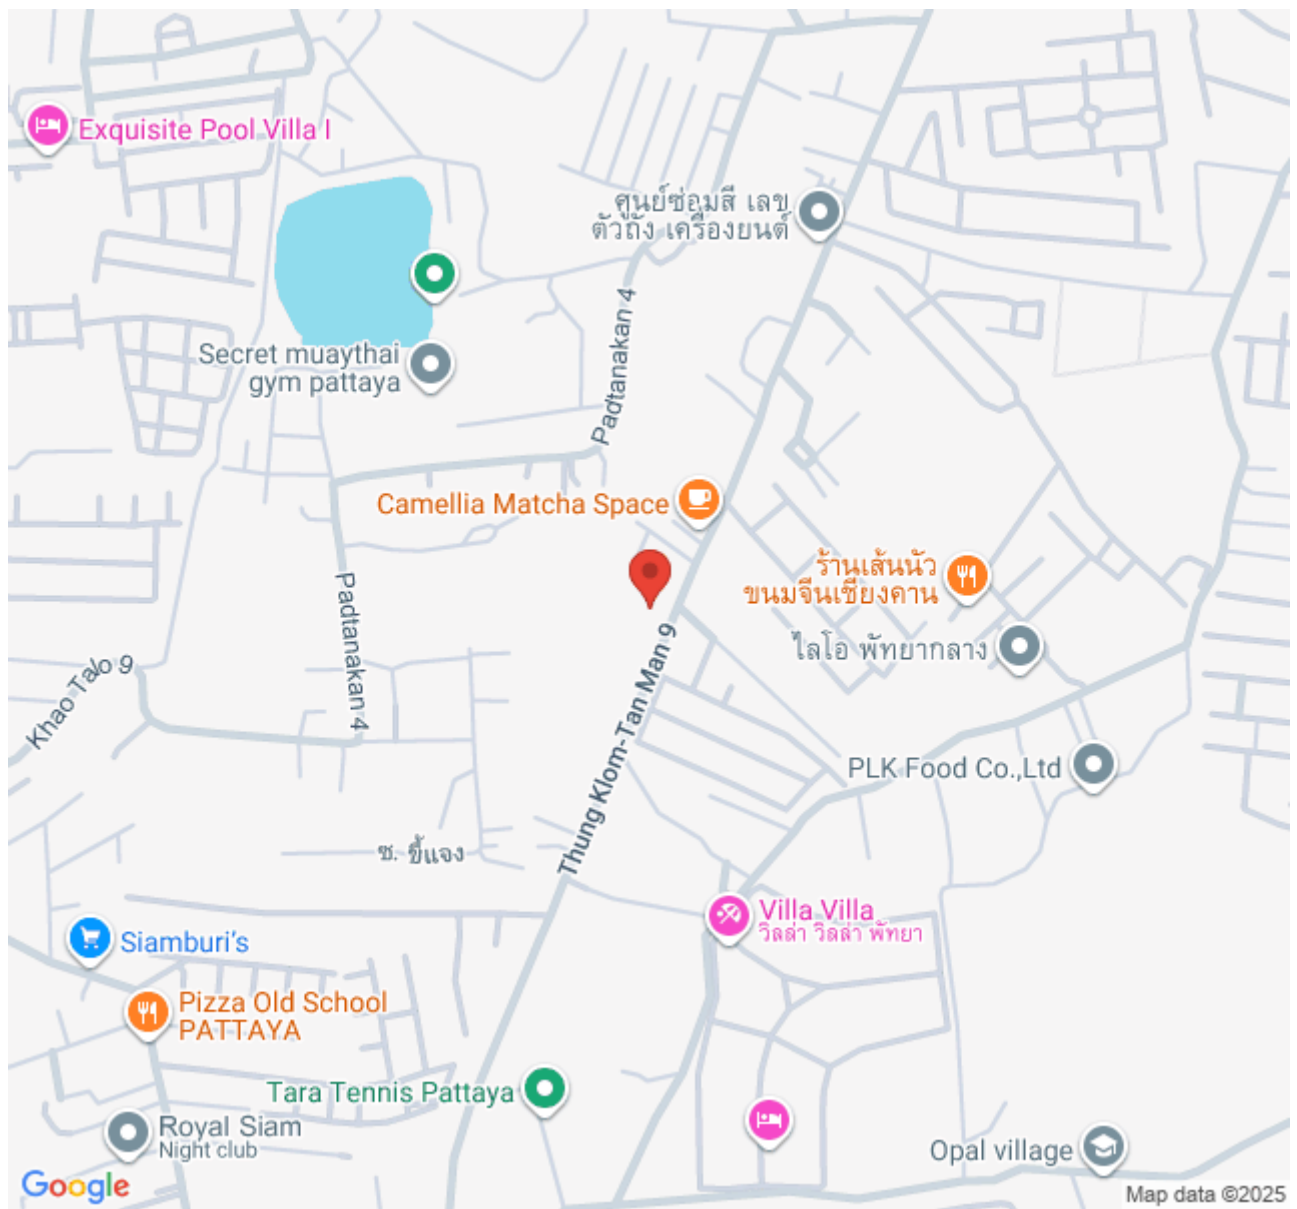 Exquisite Pool Villa I
ศูนย์ซ่อมสี เลข
ตัวถัง เครื่องยนต์
Padtanakan 4
Secret muaythai
gym pattaya
Camellia Matcha Space
ร้านเส้นนัว
ขนมจีนเชียงคาน
Padtanakan 4
Thung Klom-Tan Man 9
ไลโอ พัทยากลาง
Khao Talo 9
PLK Food Co.,Ltd
ซ. ขี้แจง
Villa Villa
วิลล่า วิลล่า พัทยา
Siamburi's
Pizza Old School
PATTAYA
Tara Tennis Pattaya
Royal Siam
Night club
Opal village
Google
Map data ©2025